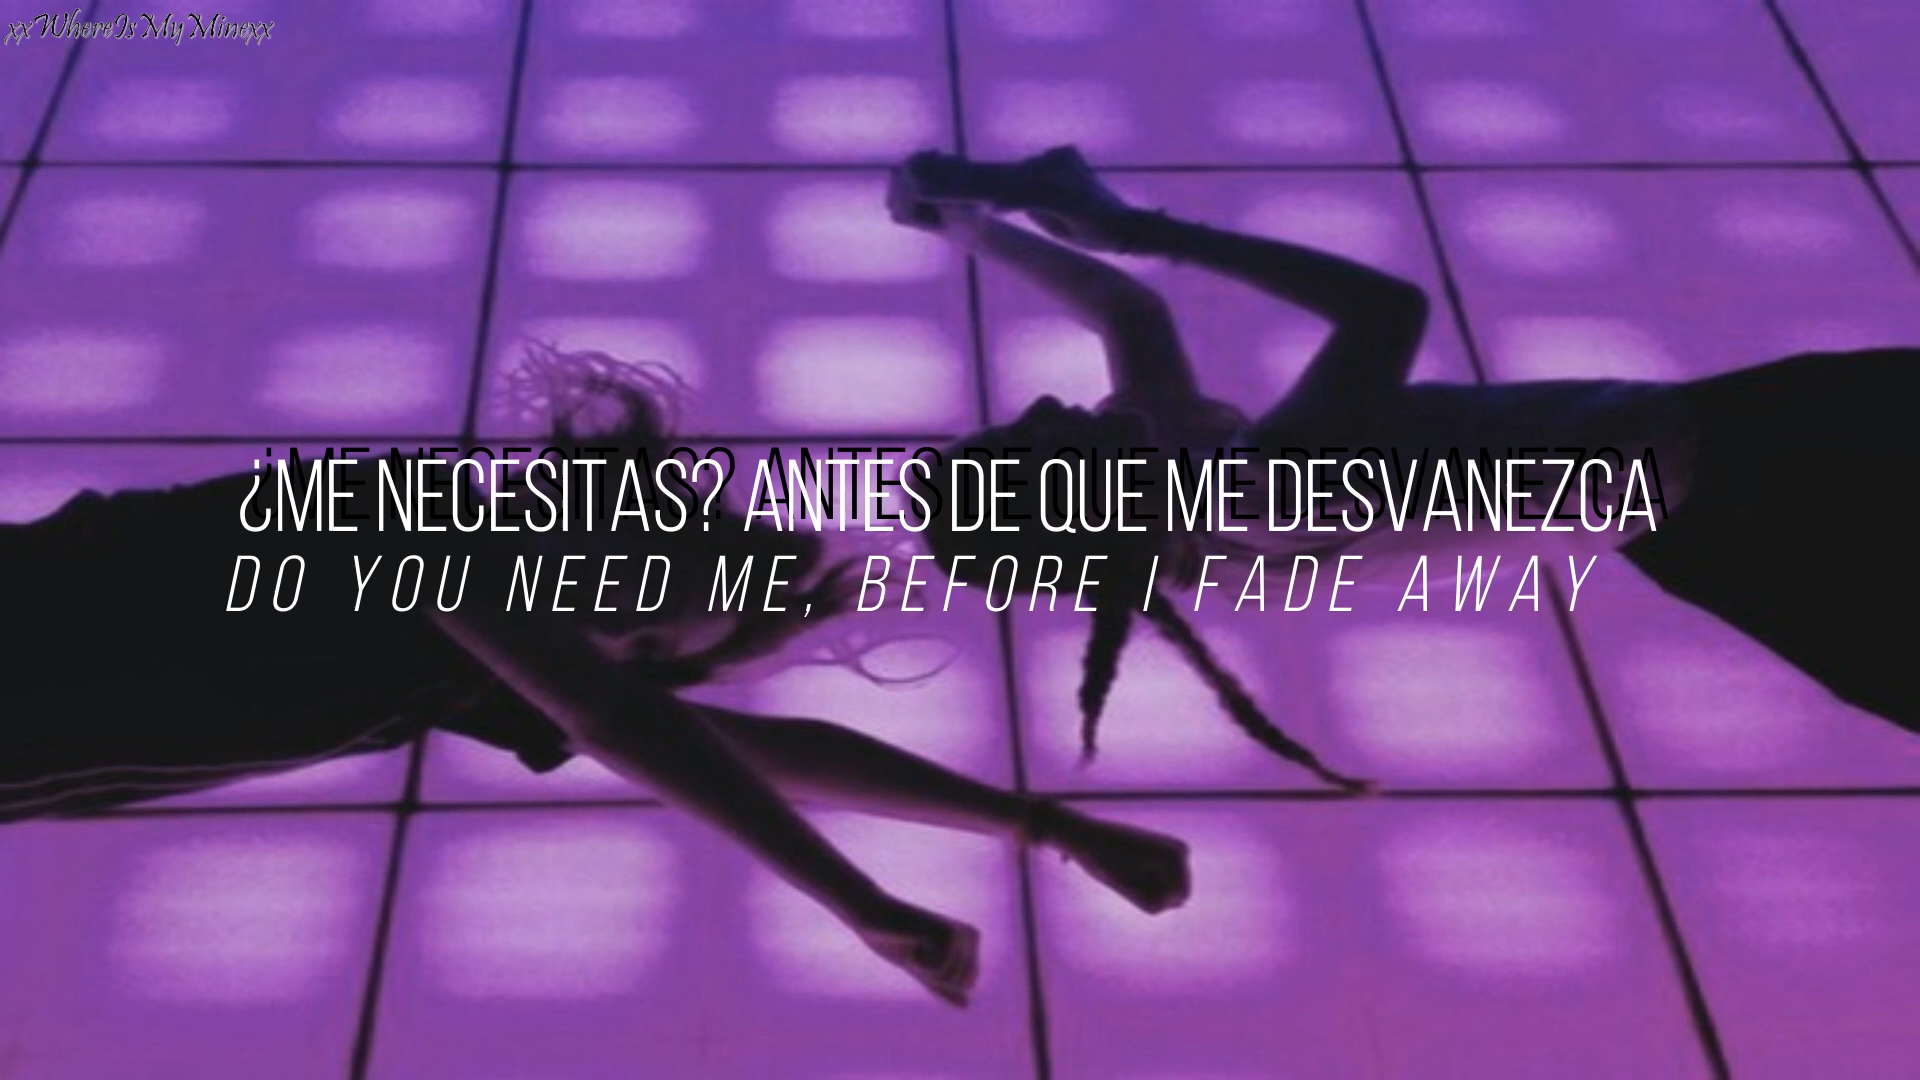 xxWhereIsMyMinexx
¿ME NECESITAS? ANTES DE QUE ME DESVANEZCA
DO YOU NEED ME, BEFORE I FADE AWAY